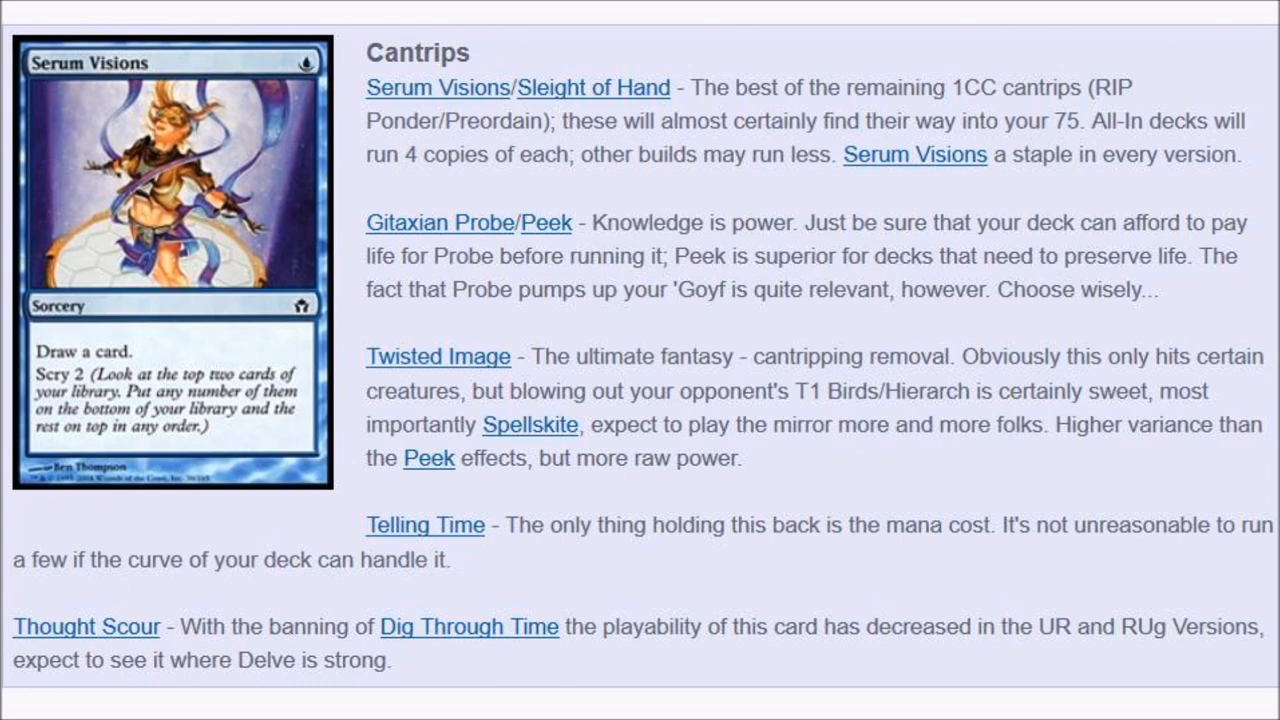 Serum Visions
Sorcery
Draw a card.
Scry 2 (Look at the top two cards of
your library. Put any number of them
on the bottom of your library and the
rest on top in any order.)
Ben Thompson
Cantrips
Serum Visions/Sleight of Hand - The best of the remaining 1CC cantrips (RIP
Ponder/Preordain); these will almost certainly find their way into your 75. All-In decks will
run 4 copies of each; other builds may run less. Serum Visions a staple in every version.
Gitaxian Probe/Peek - Knowledge is power. Just be sure that your deck can afford to pay
life for Probe before running it; Peek is superior for decks that need to preserve life. The
fact that Probe pumps up your 'Goyf is quite relevant, however. Choose wisely...
Twisted Image - The ultimate fantasy - cantripping removal. Obviously this only hits certain
creatures, but blowing out your opponent's T1 Birds/Hierarch is certainly sweet, most
importantly Spellskite, expect to play the mirror more and more folks. Higher variance than
the Peek effects, but more raw power.
Telling Time - The only thing holding this back is the mana cost. It's not unreasonable to run
a few if the curve of your deck can handle it.
Thought Scour - With the banning of Dig Through Time the playability of this card has decreased in the UR and RUg Versions,
expect to see it where Delve is strong.